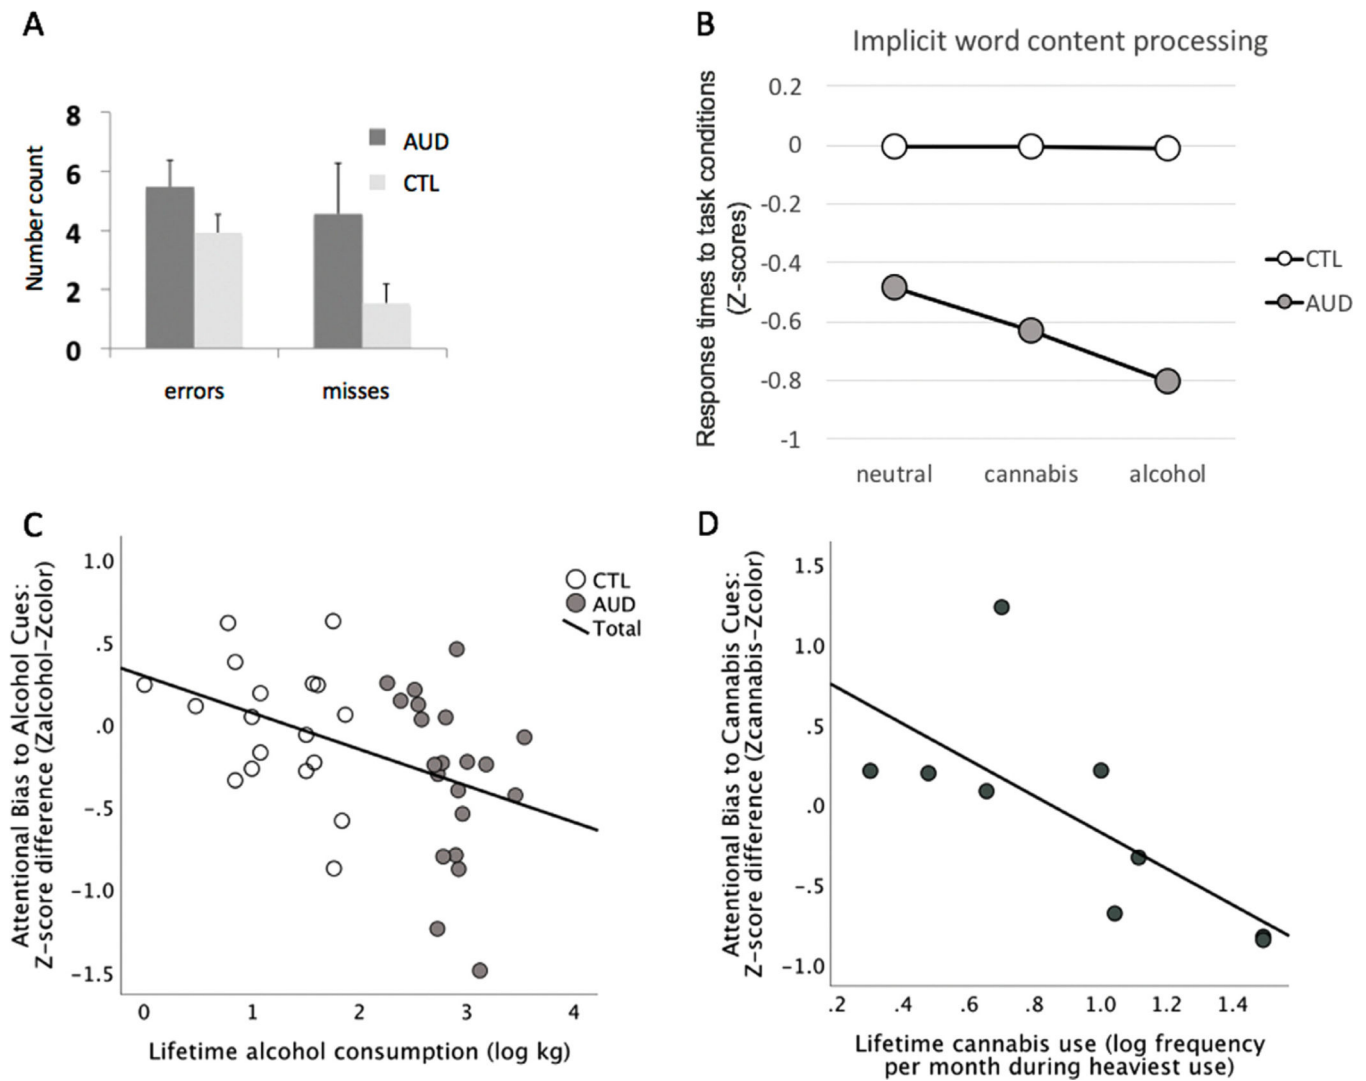 A
Number count
8
6
4
2
0
AUD
CTL
errors
misses
B
Implicit word content processing
Response times to task conditions
(Z-scores)
0.2
0
-0.2
-0.4
-0.6
-0.8
-1
neutral
cannabis
alcohol
CTL
AUD
C
Attentional Bias to Alcohol Cues:
Z-score difference (Zalcohol-Zcolor)
1.0
.5
.0
-.5
-1.0
-1.5
CTL
AUD
Total
0
1
2
3
4
Lifetime alcohol consumption (log kg)
D
Attentional Bias to Cannabis Cues:
Z-score difference (Zcannabis-Zcolor)
1.5
1.0
.5
.0
-.5
-1.0
.2
.4
.6
.8
1.0
1.2
1.4
Lifetime cannabis use (log frequency
per month during heaviest use)